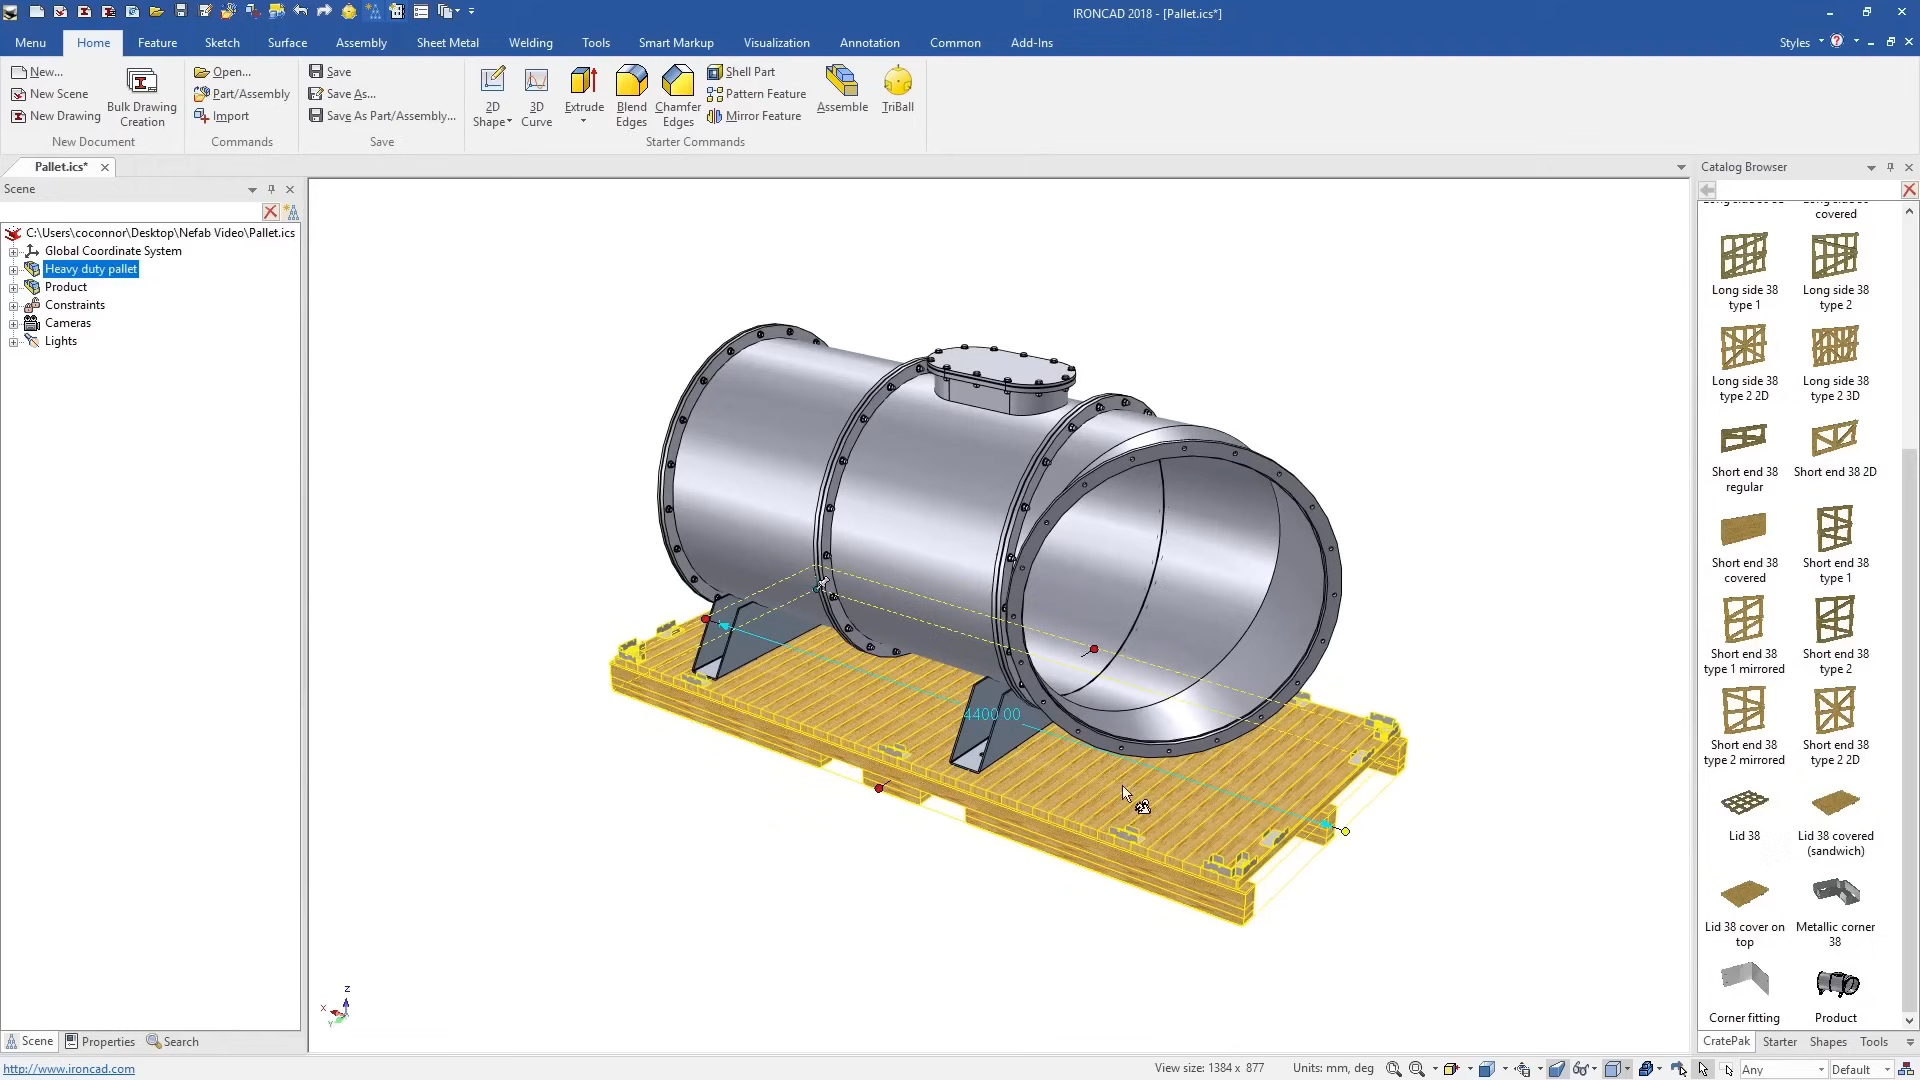 IRONCAD 2018 - [Pallet.ics*]
Menu
Home
Feature
Sketch
Surface
Assembly
Sheet Metal
Welding
Tools
Smart Markup
Visualization
Annotation
Common
Add-Ins
Styles
New...
New Scene
New Drawing
Bulk Drawing
Creation
New Document
Open...
Part/Assembly
Import
Commands
Save
Save As...
Save As Part/Assembly...
Save
2D
Shape
3D
Curve
Extrude
Blend
Edges
Chamfer
Edges
Shell Part
Pattern Feature
Mirror Feature
Assemble
TriBall
Starter Commands
Pallet.ics*
Scene
C:\Users\coconnor\Desktop\Nefab Video\Pallet.ics
Global Coordinate System
Heavy duty pallet
Product
Constraints
Cameras
Lights
4400.00
Z
X
Y
Catalog Browser
covered
Long side 38
type 1
Long side 38
type 2
Long side 38
type 2 2D
Long side 38
type 2 3D
Short end 38
regular
Short end 38 2D
Short end 38
covered
Short end 38
type 1
Short end 38
type 1 mirrored
Short end 38
type 2
Short end 38
type 2 mirrored
Short end 38
type 2 2D
Lid 38
Lid 38 covered
(sandwich)
Lid 38 cover on
top
Metallic corner
38
Corner fitting
Product
CratePak
Starter
Shapes
Tools
Scene
Properties
Search
http://www.ironcad.com
View size: 1384 x 877
Units: mm, deg
Any
Default